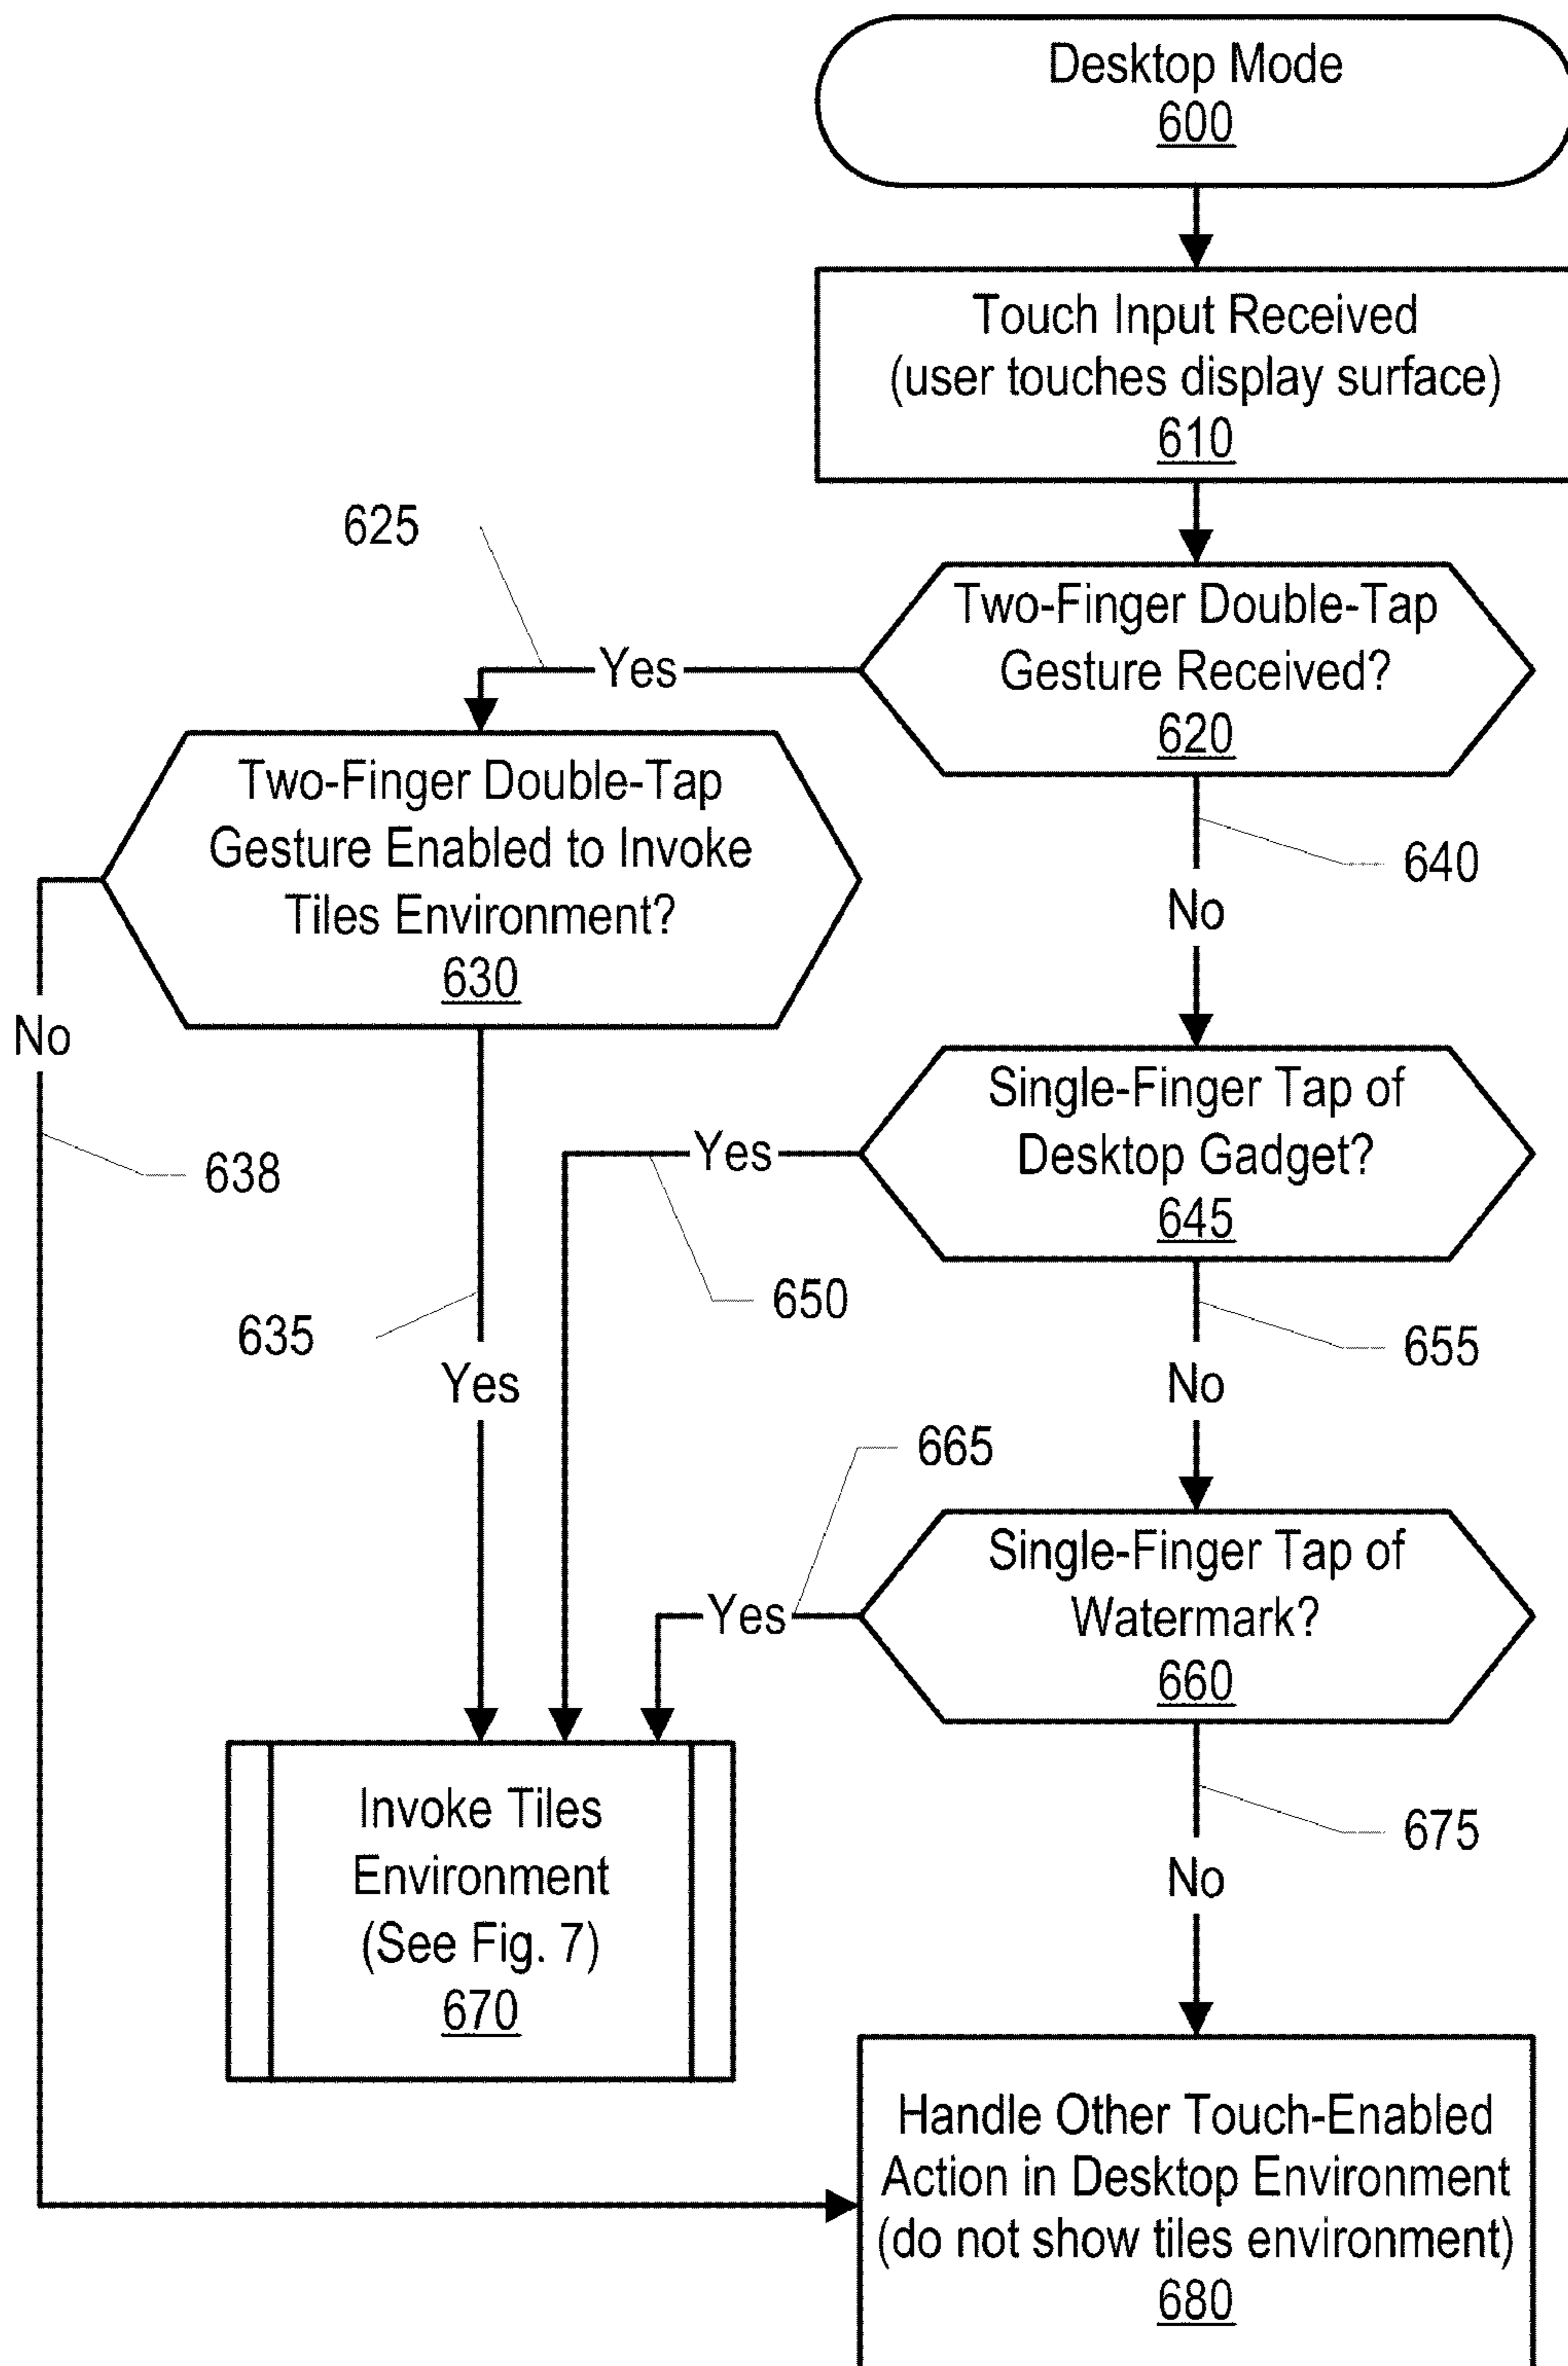 Desktop Mode
600
Touch Input Received
(user touches display surface)
610
625
Two-Finger Double-Tap
Gesture Received?
620
Yes
Two-Finger Double-Tap
Gesture Enabled to Invoke
Tiles Environment?
630
640
No
No
638
Single-Finger Tap of
Desktop Gadget?
645
Yes
650
635
Yes
655
No
665
Single-Finger Tap of
Watermark?
660
Yes
Invoke Tiles
Environment
(See Fig. 7)
670
675
No
Handle Other Touch-Enabled
Action in Desktop Environment
(do not show tiles environment)
680